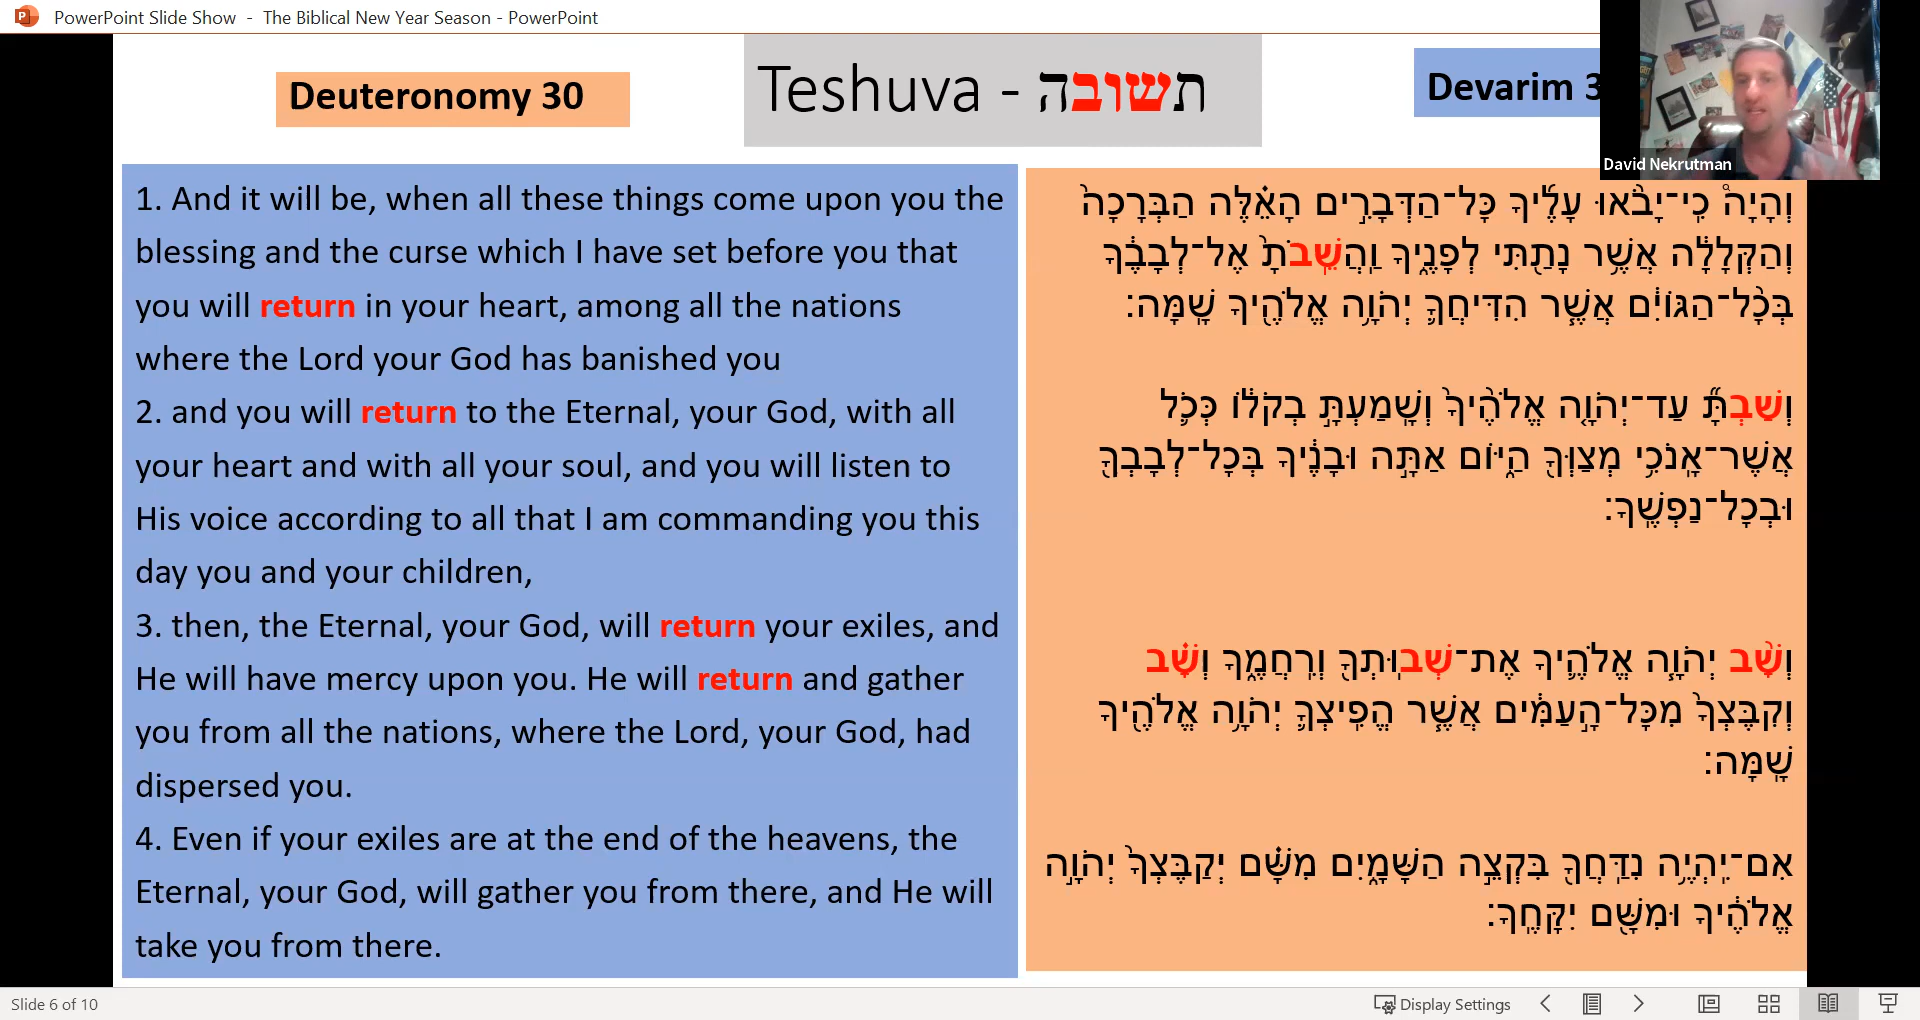 PowerPoint Slide Show - The Biblical New Year Season - PowerPoint
Deuteronomy 30
Teshuva - תשובה
Devarim 3
David Nekrutman
1. And it will be, when all these things come upon you the
blessing and the curse which I have set before you that
you will return in your heart, among all the nations
where the Lord your God has banished you
2. and you will return to the Eternal, your God, with all
your heart and with all your soul, and you will listen to
His voice according to all that I am commanding you this
day you and your children,
3. then, the Eternal, your God, will return your exiles, and
He will have mercy upon you. He will return and gather
you from all the nations, where the Lord, your God, had
dispersed you.
4. Even if your exiles are at the end of the heavens, the
Eternal, your God, will gather you from there, and He will
take you from there.
וְהָיָה֩ כִֽי־יָבֹ֨אוּ עָלֶ֜יךָ כָּל־הַדְּבָרִ֣ים הָאֵ֗לֶּה הַבְּרָכָה֙
וְהַקְּלָלָ֔ה אֲשֶׁ֥ר נָתַ֖תִּי לְפָנֶ֑יךָ וַֽהֲשֵֽׁבֹתָ֙ אֶל־לְבָבֶ֔ךָ
בְּכָ֨ל־הַגּוֹיִ֔ם אֲשֶׁ֧ר הִדִּֽיחֲךָ֛ יְהֹוָ֥ה אֱלֹהֶ֖יךָ שָֽׁמָּה׃
וְשַׁבְתָּ֞ עַד־יְהֹוָ֤ה אֱלֹהֶ֨יךָ֙ וְשָֽׁמַעְתָּ֣ בְקֹל֔וֹ כְּכֹ֛ל
אֲשֶׁר־אָֽנֹכִ֥י מְצַוְּךָ֖ הַיּ֑וֹם אַתָּ֣ה וּבָנֶ֔יךָ בְּכָל־לְבָבְךָ֖
וּבְכָל־נַפְשֶֽׁךָ׃
וְשָׁ֨ב יְהֹוָ֧ה אֱלֹהֶ֛יךָ אֶת־שְׁבֽוּתְךָ֖ וְרִֽחֲמֶ֑ךָ וְשָׁ֗ב
וְקִבֶּצְךָ֙ מִכָּל־הָ֣עַמִּ֔ים אֲשֶׁ֧ר הֱפִֽיצְךָ֛ יְהֹוָ֥ה אֱלֹהֶ֖יךָ
שָֽׁמָּה׃
אִם־יִֽהְיֶ֥ה נִדַּֽחֲךָ֖ בִּקְצֵ֣ה הַשָּׁמָ֑יִם מִשָּׁ֗ם יְקַבֶּצְךָ֙ יְהֹוָ֣ה
אֱלֹהֶ֔יךָ וּמִשָּׁ֖ם יִקָּחֶֽךָ׃
Slide 6 of 10
Display Settings